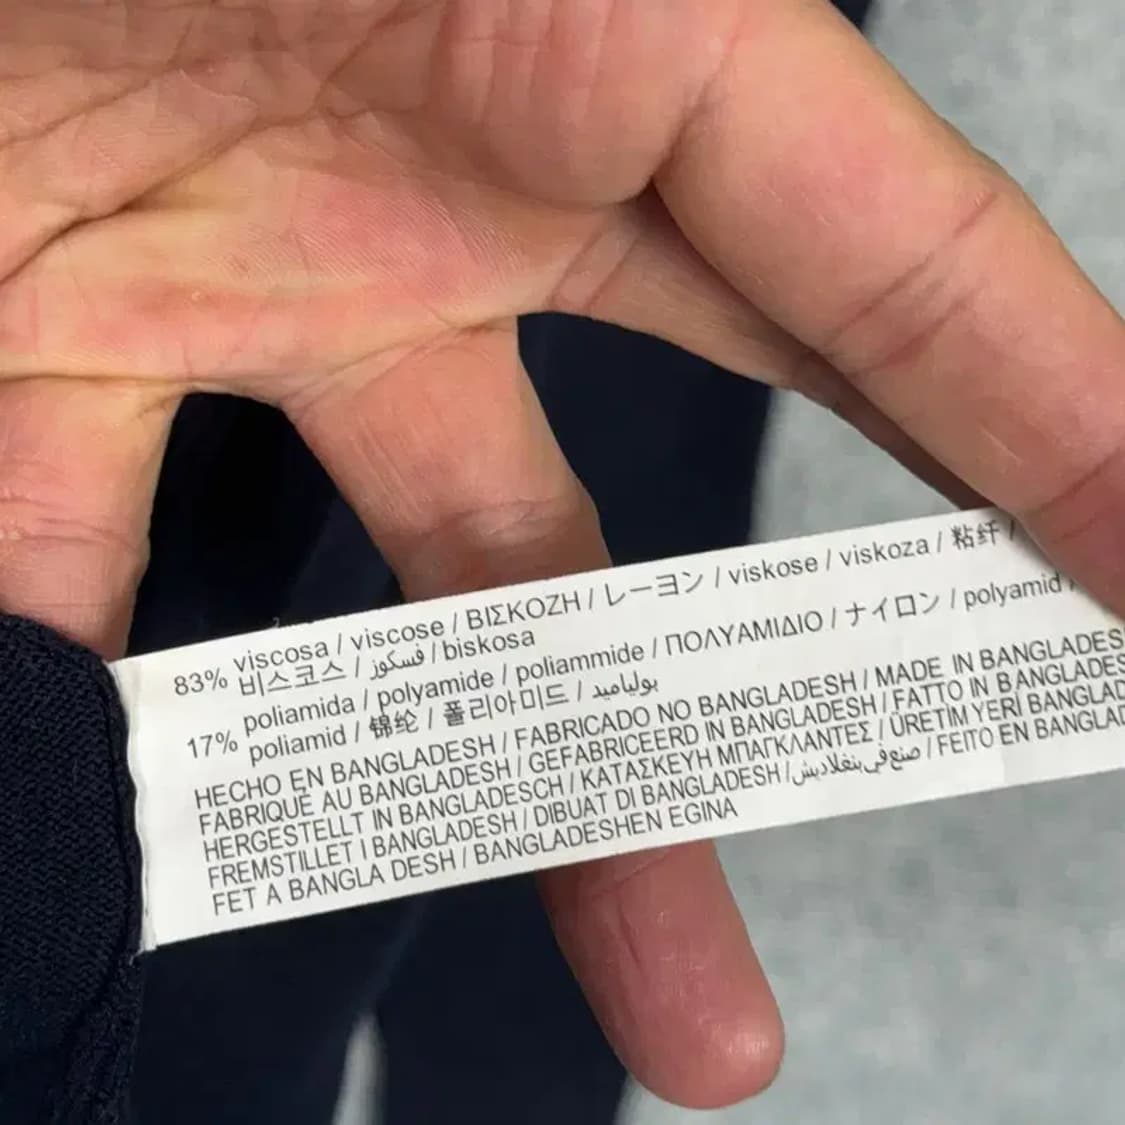 83% viscosa / viscose / ΒΙΣΚΟΖΗ / レーヨン / viskose / viskoza / 粘纤 /
비스코스 / فسكوز / biskosa
17% poliamida / polyamide / poliammide / ΠΟΛΥΑΜΙΔΙΟ / ナイロン / polyamid /
poliamid / 锦纶 / 폴리아미드 / بولياميد
HECHO EN BANGLADESH / FABRICADO NO BANGLADESH / MADE IN BANGLADES
FABRIQUÉ AU BANGLADESH / GEFABRICEERD IN BANGLADESH / FATTO IN BANGLADES
HERGESTELLT IN BANGLADESCH / ΚΑΤΑΣΚΕΥΗ ΜΠΑΓΚΛΑΝΤΕΣ / ÜRETİM YERİ BANGLAD
FREMSTILLET I BANGLADESH / DIBUAT DI BANGLADESH / صنع في بنغلاديش / FEITO EN BANGLAD
FET A BANGLA DESH / BANGLADESHEN EGINA